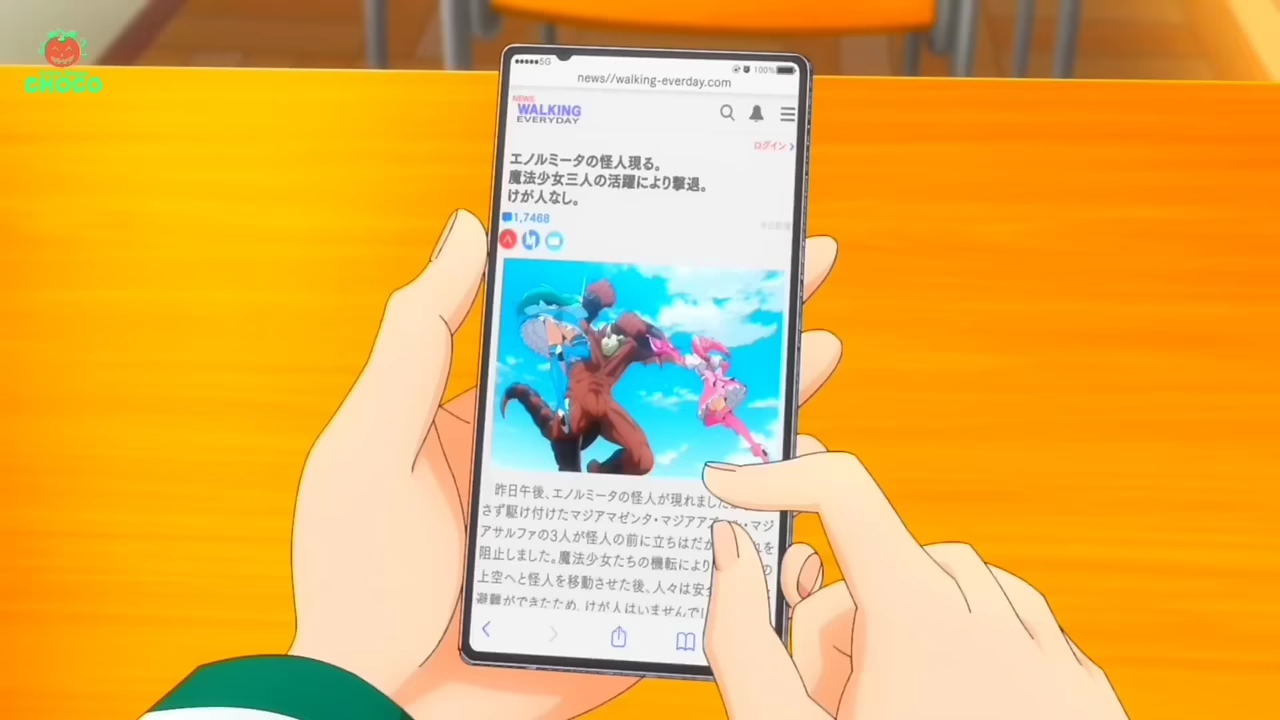 CHOCO
5G
100%
news//walking-everday.com
NEWS
WALKING
EVERYDAY
ログイン
エノルミータの怪人現る。
魔法少女三人の活躍により撃退。
けが人なし。
1,7468
昨日午後、エノルミータの怪人が現れました
さず駆け付けたマジアマゼンタ・マジアア ・マジ
アサルファの3人が怪人の前に立ちはだか を
阻止しました。魔法少女たちの機転により の
上空へと怪人を移動させた後、人々は安
避難ができたため、けが人はいませんで